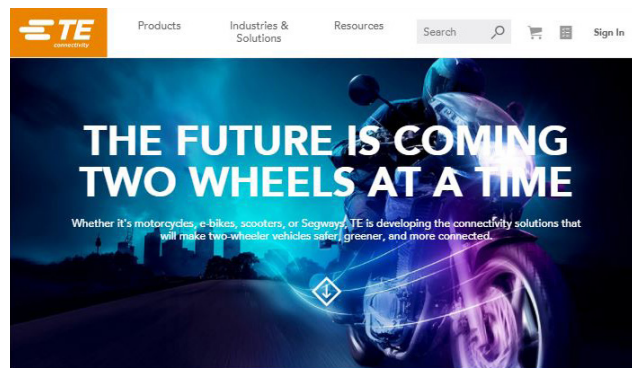 TE
connectivity
Products
Industries &
Solutions
Resources
Search
Sign In
THE FUTURE IS COMING
TWO WHEELS AT A TIME
Whether it's motorcycles, e-bikes, scooters, or Segways, TE is developing the connectivity solutions that
will make two-wheeler vehicles safer, greener, and more connected.